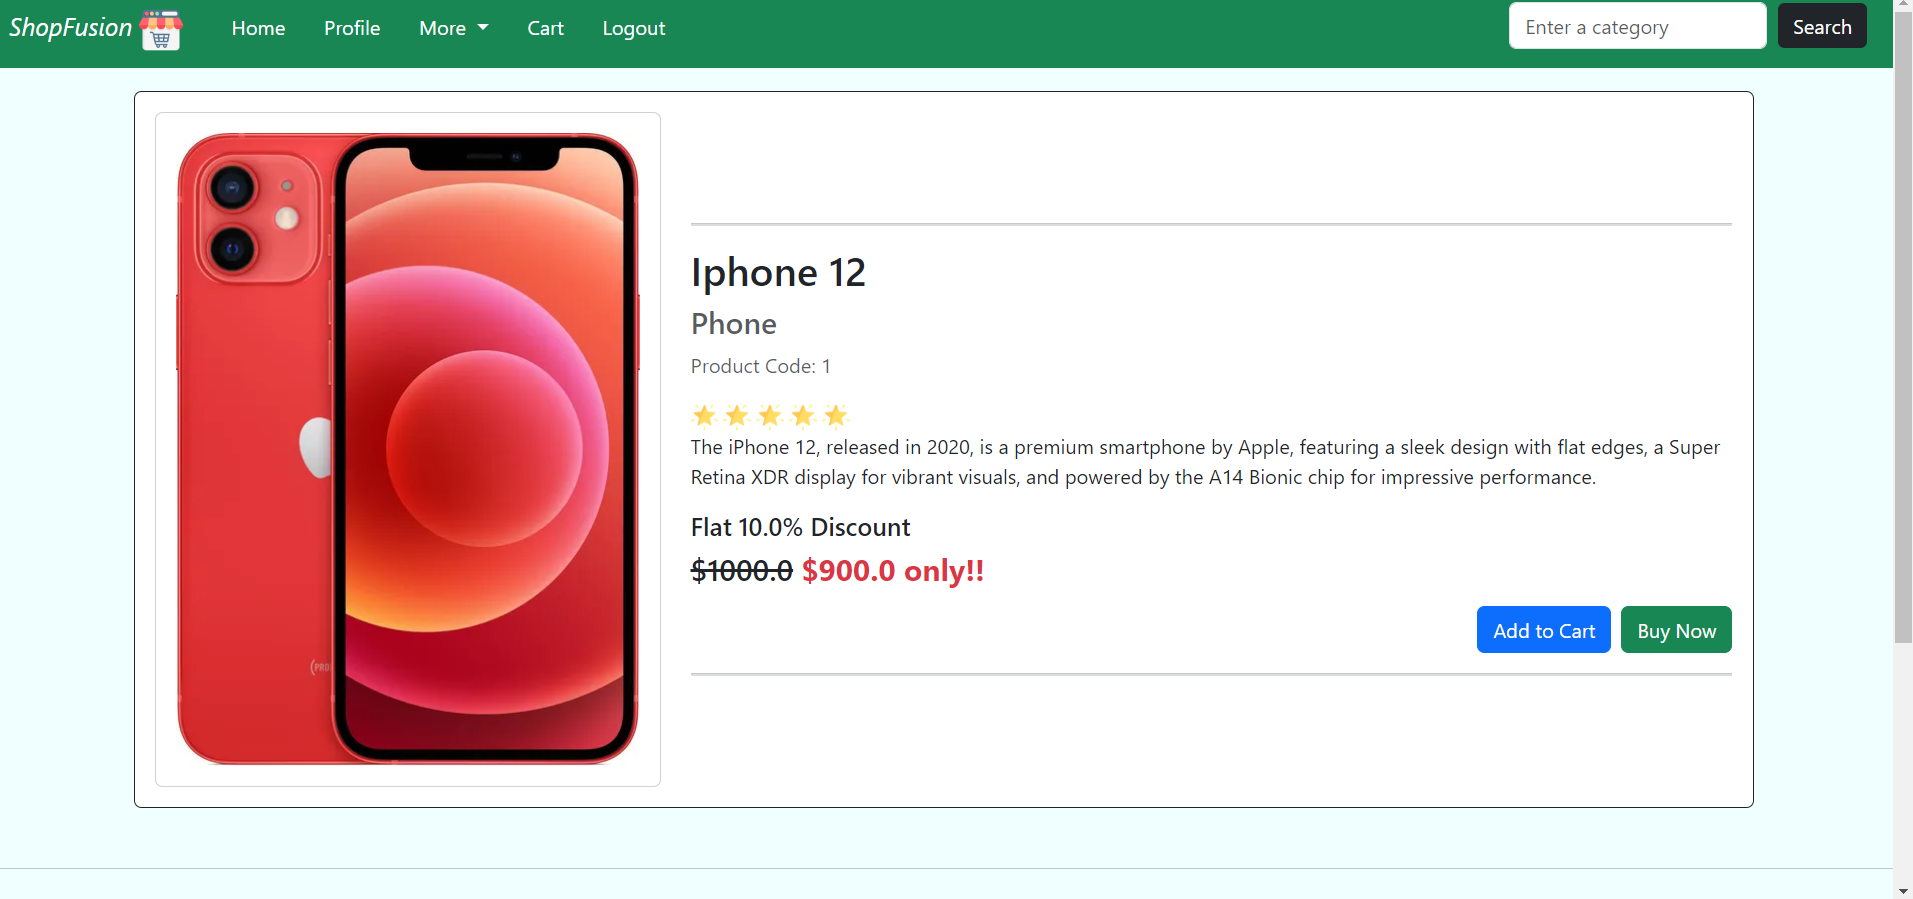 ShopFusion Home Profile More Cart Logout Enter a category Search
Iphone 12
Phone
Product Code: 1
The iPhone 12, released in 2020, is a premium smartphone by Apple, featuring a sleek design with flat edges, a Super
Retina XDR display for vibrant visuals, and powered by the A14 Bionic chip for impressive performance.
Flat 10.0% Discount
$1000.0 $900.0 only!!
Add to Cart Buy Now
(PRO